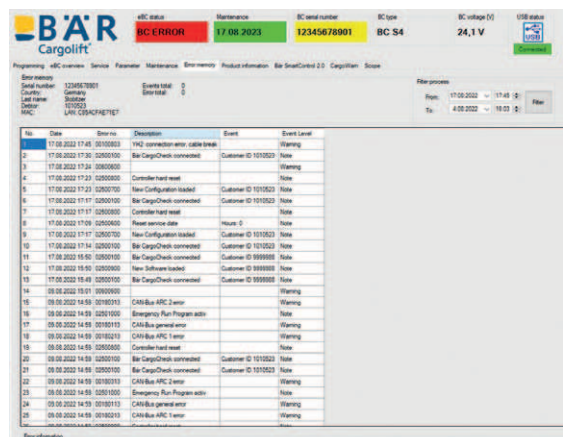 BÄR
Cargolift
eBC status
BC ERROR
Maintenance
17.08.2023
BC serial number
12345678901
BC type
BC S4
BC voltage [V]
24,1 V
USB status
USB
Connected
Programming eBC overview Service Parameter Maintenance Error memory Product information Bär SmartControl 2.0 CargoWarn Scope
Error memory
Serial number: 12345678901 Events total: 0
Country: Germany Error total: 0
Last name:
Debtor: 1010523
MAC:
Filter process
From: 17.08.2022 17:45
To: 4.08.2022 18:03
Filter
No. Date Error no. Description Event Event Level
1 17.08.2022 17:45 00100803 YH2: connection error, cable break Warning
2 17.08.2022 17:30 02500100 Bär CargoCheck connected Customer ID 1010523 Note
3 17.08.2022 17:24 00600600 Warning
4 17.08.2022 17:23 02500800 Controller hard reset Note
5 17.08.2022 17:23 02500700 New Configuration loaded Customer ID 1010523 Note
6 17.08.2022 17:17 02500100 Bär CargoCheck connected Customer ID 1010523 Note
7 17.08.2022 17:17 02500800 Controller hard reset Note
8 17.08.2022 17:09 02500600 Reset service date Hours: 0 Note
9 17.08.2022 17:17 02500700 New Configuration loaded Customer ID 1010523 Note
10 17.08.2022 17:14 02500100 Bär CargoCheck connected Customer ID 1010523 Note
11 17.08.2022 15:50 02500100 Bär CargoCheck connected Customer ID 9999988 Note
12 17.08.2022 15:50 02500900 New Software loaded Customer ID 9999988 Note
13 17.08.2022 15:49 02500100 Bär CargoCheck connected Customer ID 9999988 Note
14 09.08.2022 15:01 00600600 Warning
15 09.08.2022 14:59 00180313 CAN-Bus ARC 2 error Warning
16 09.08.2022 14:59 02501000 Emergency Run Program activ Note
17 09.08.2022 14:59 00180113 CAN-Bus general error Warning
18 09.08.2022 14:59 00180213 CAN-Bus ARC 1 error Warning
19 09.08.2022 14:59 02500800 Controller hard reset Note
20 09.08.2022 14:59 02500100 Bär CargoCheck connected Customer ID 1010523 Note
21 09.08.2022 14:59 02500100 Bär CargoCheck connected Customer ID 1010523 Note
22 09.08.2022 14:59 00180313 CAN-Bus ARC 2 error Warning
23 09.08.2022 14:59 02501000 Emergency Run Program activ Note
24 09.08.2022 14:59 00180113 CAN-Bus general error Warning
25 09.08.2022 14:59 00180213 CAN-Bus ARC 1 error Warning